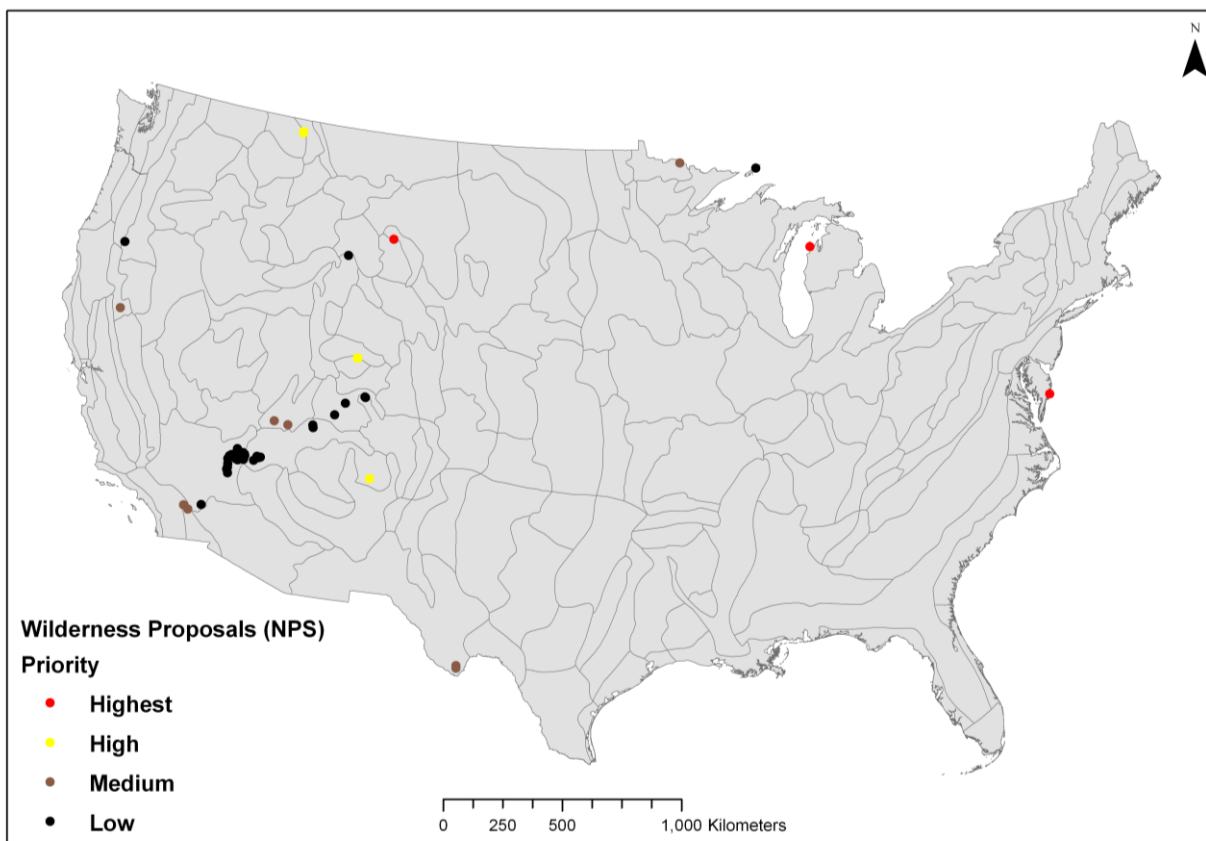 N
Wilderness Proposals (NPS)
Priority
Highest
High
Medium
Low
0 250 500 1,000 Kilometers